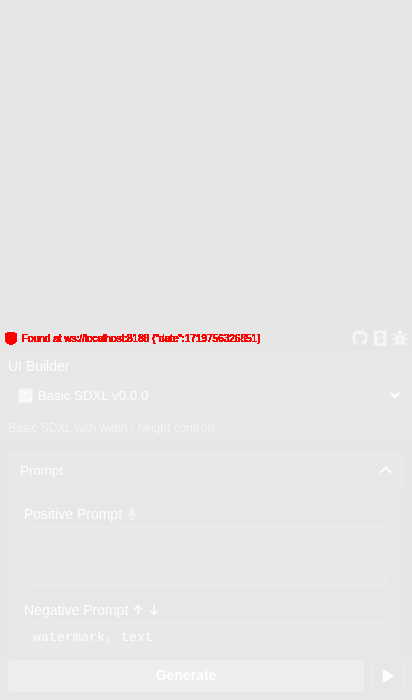 Found at ws://localhost:8188 {"date":1719756326851}
UI Builder
Basic SDXL v0.0.0
Basic SDXL with width / height controls
Prompt
Positive Prompt
Negative Prompt
watermark, text
Generate